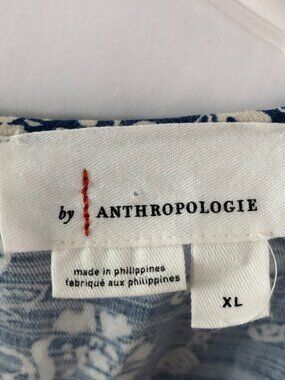 by ANTHROPOLOGIE
made in philippines
fabriqué aux philippines
XL